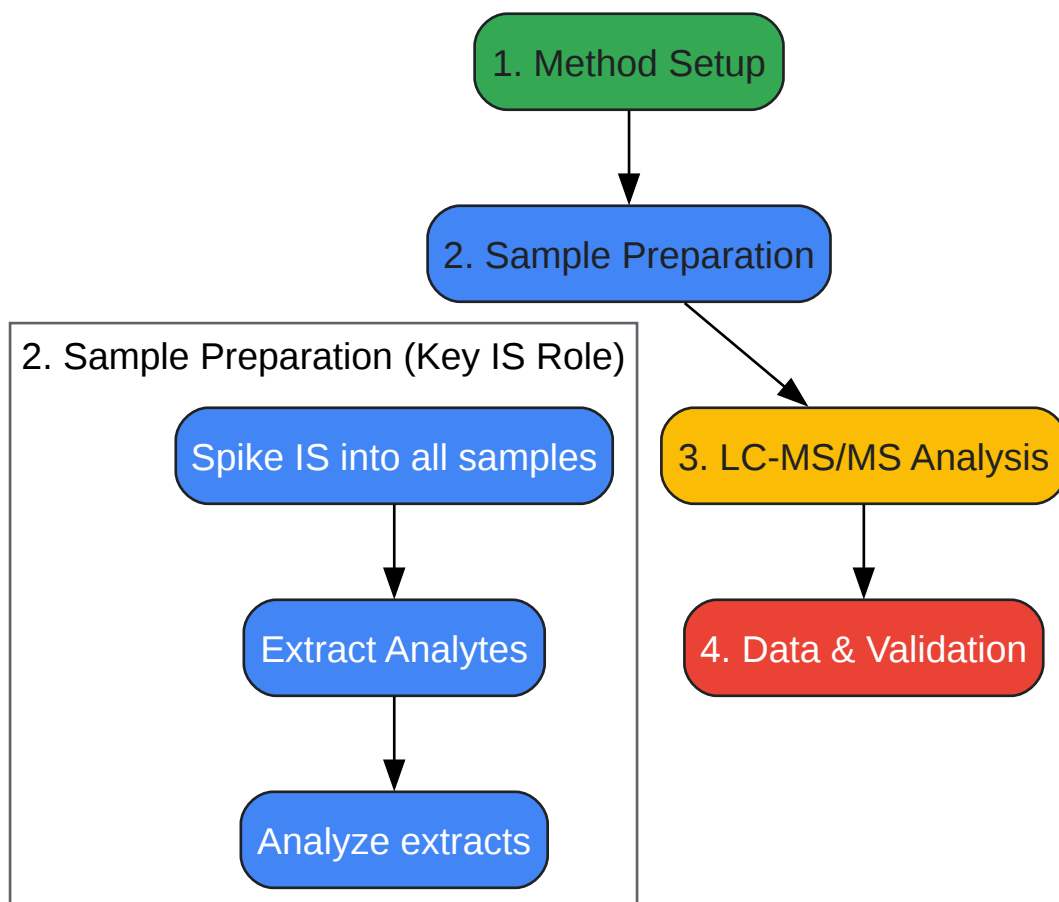 1. Method Setup
2. Sample Preparation
2. Sample Preparation (Key IS Role)
Spike IS into all samples
3. LC-MS/MS Analysis
Extract Analytes
4. Data & Validation
Analyze extracts